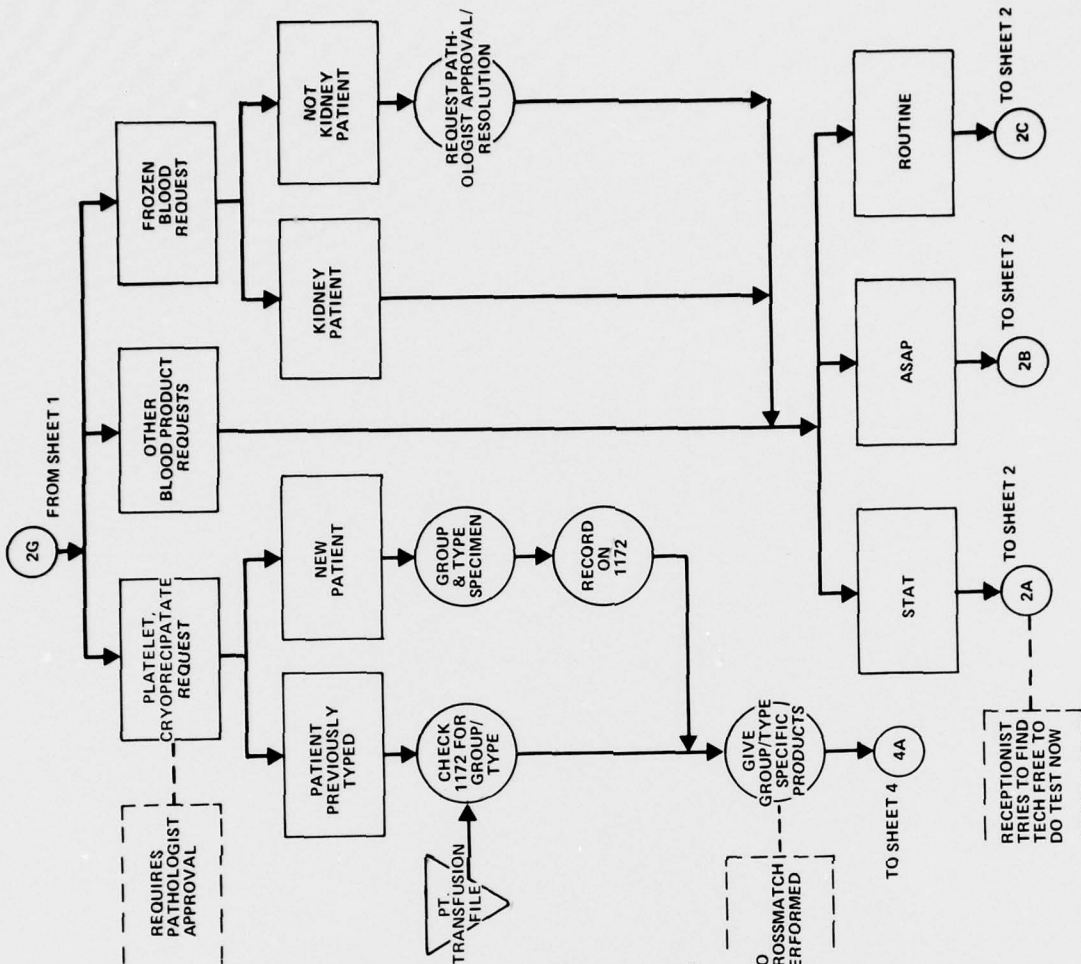 2G
FROM SHEET 1
PLATELET,
CRYOPRECIPATATE
REQUEST
OTHER
BLOOD PRODUCT
REQUESTS
FROZEN
BLOOD
REQUEST
REQUIRES
PATHOLOGIST
APPROVAL
PATIENT
PREVIOUSLY
TYPED
NEW
PATIENT
KIDNEY
PATIENT
NOT
KIDNEY
PATIENT
PT.
TRANSFUSION
FILE
CHECK
1172 FOR
GROUP/
TYPE
GROUP
& TYPE
SPECIMEN
REQUEST PATH-
OLOGIST APPROVAL/
RESOLUTION
RECORD
ON
1172
O
ROSSMATCH
ERFORMED
GIVE
GROUP/TYPE
SPECIFIC
PRODUCTS
4A
TO SHEET 4
STAT
ASAP
ROUTINE
2A
TO SHEET 2
2B
TO SHEET 2
2C
TO SHEET 2
RECEPTIONIST
TRIES TO FIND
TECH FREE TO
DO TEST NOW